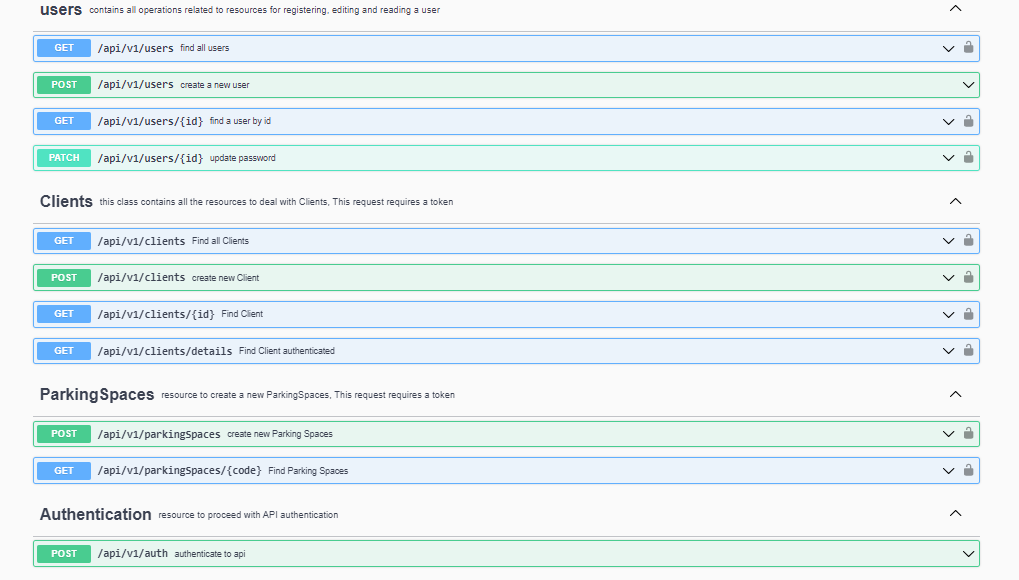 users contains all operations related to resources for registering, editing and reading a user
GET /api/v1/users find all users
POST /api/v1/users create a new user
GET /api/v1/users/{id} find a user by id
PATCH /api/v1/users/{id} update password
Clients this class contains all the resources to deal with Clients, This request requires a token
GET /api/v1/clients Find all Clients
POST /api/v1/clients create new Client
GET /api/v1/clients/{id} Find Client
GET /api/v1/clients/details Find Client authenticated
ParkingSpaces resource to create a new ParkingSpaces, This request requires a token
POST /api/v1/parkingSpaces create new Parking Spaces
GET /api/v1/parkingSpaces/{code} Find Parking Spaces
Authentication resource to proceed with API authentication
POST /api/v1/auth authenticate to api